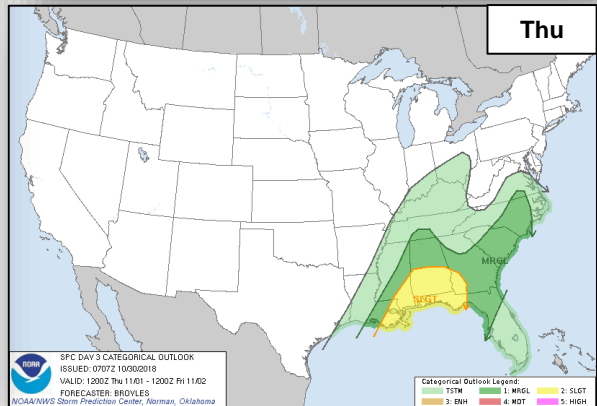 Thu
MRGL
SLGT
NOAA
SPC DAY 3 CATEGORICAL OUTLOOK
ISSUED: 0707Z 10/30/2018
VALID: 1200Z Thu 11/01 - 1200Z Fri 11/02
FORECASTER: BROYLES
NOAA/NWS Storm Prediction Center, Norman, Oklahoma
Categorical Outlook Legend:
TSTM 1: MRGL 2: SLGT
3: ENH 4: MDT 5: HIGH